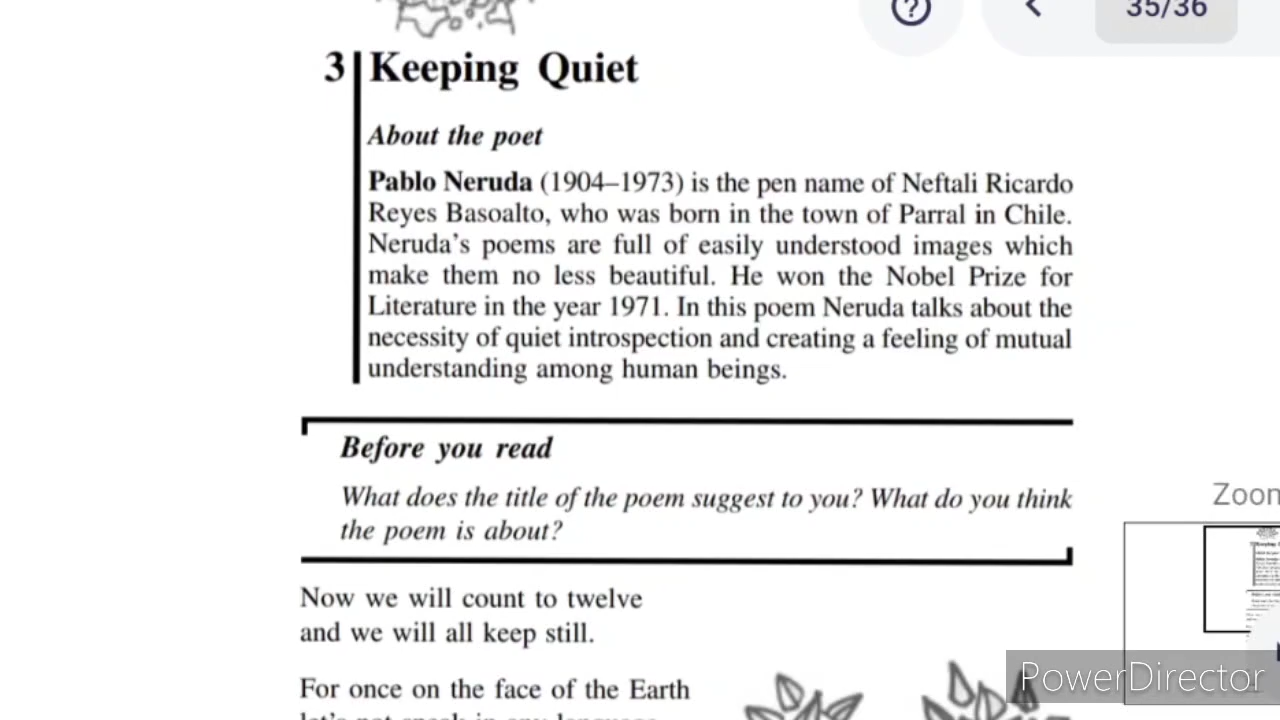 35/36
3 Keeping Quiet
About the poet
Pablo Neruda (1904–1973) is the pen name of Neftali Ricardo
Reyes Basoalto, who was born in the town of Parral in Chile.
Neruda's poems are full of easily understood images which
make them no less beautiful. He won the Nobel Prize for
Literature in the year 1971. In this poem Neruda talks about the
necessity of quiet introspection and creating a feeling of mutual
understanding among human beings.
Before you read
What does the title of the poem suggest to you? What do you think
the poem is about?
Zoom
Now we will count to twelve
and we will all keep still.
For once on the face of the Earth
let's not speak in any language
PowerDirector